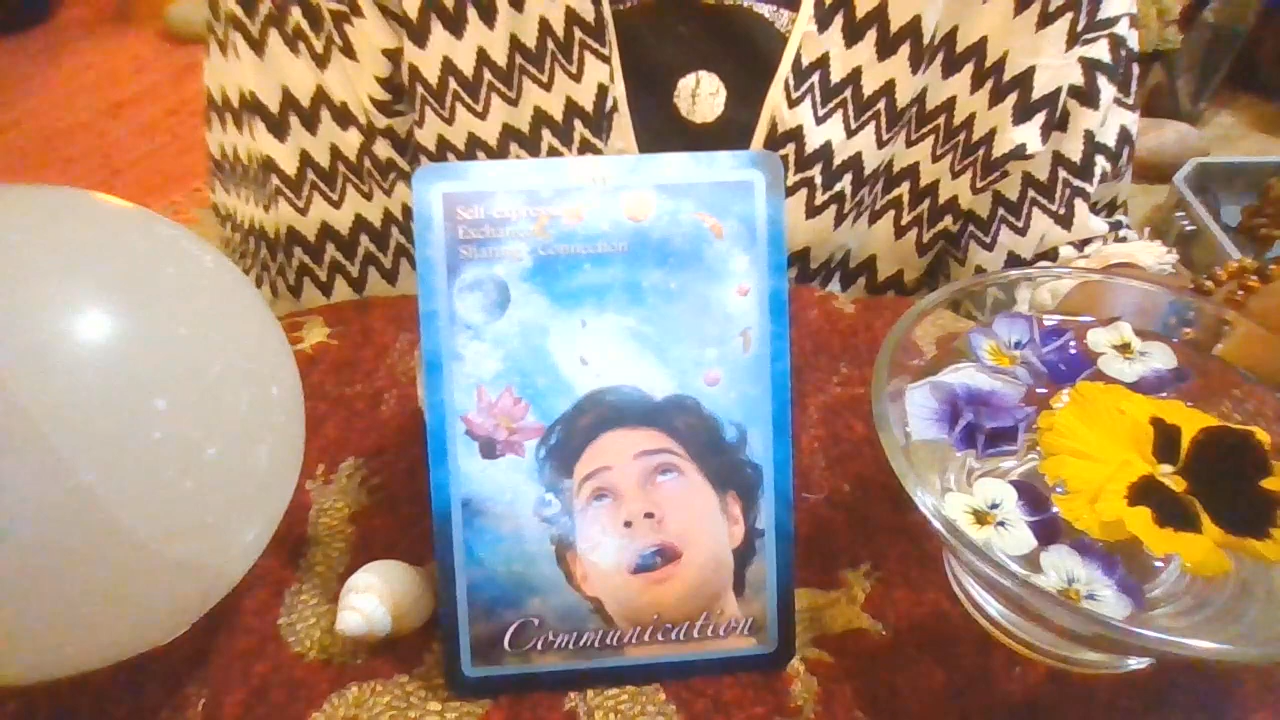 Self-expression
Exchange
Sharing Connection
Communication